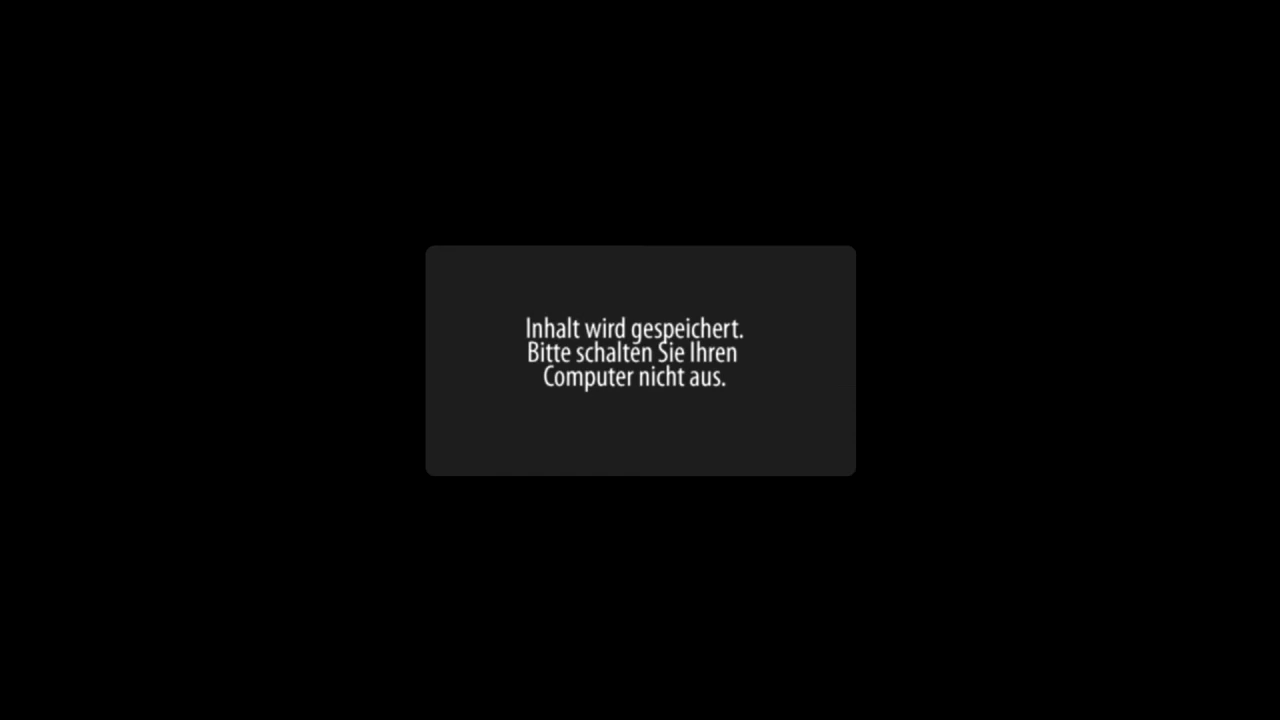 Inhalt wird gespeichert.
Bitte schalten Sie Ihren
Computer nicht aus.